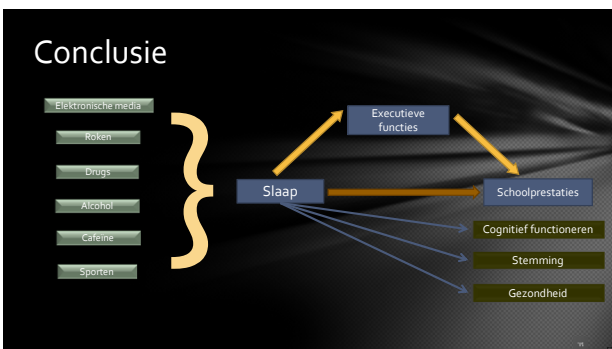 Conclusie
Elektronische media
Roken
Drugs
Alcohol
Cafeïne
Sporten
Slaap
Executieve
functies
Schoolprestaties
Cognitief functioneren
Stemming
Gezondheid